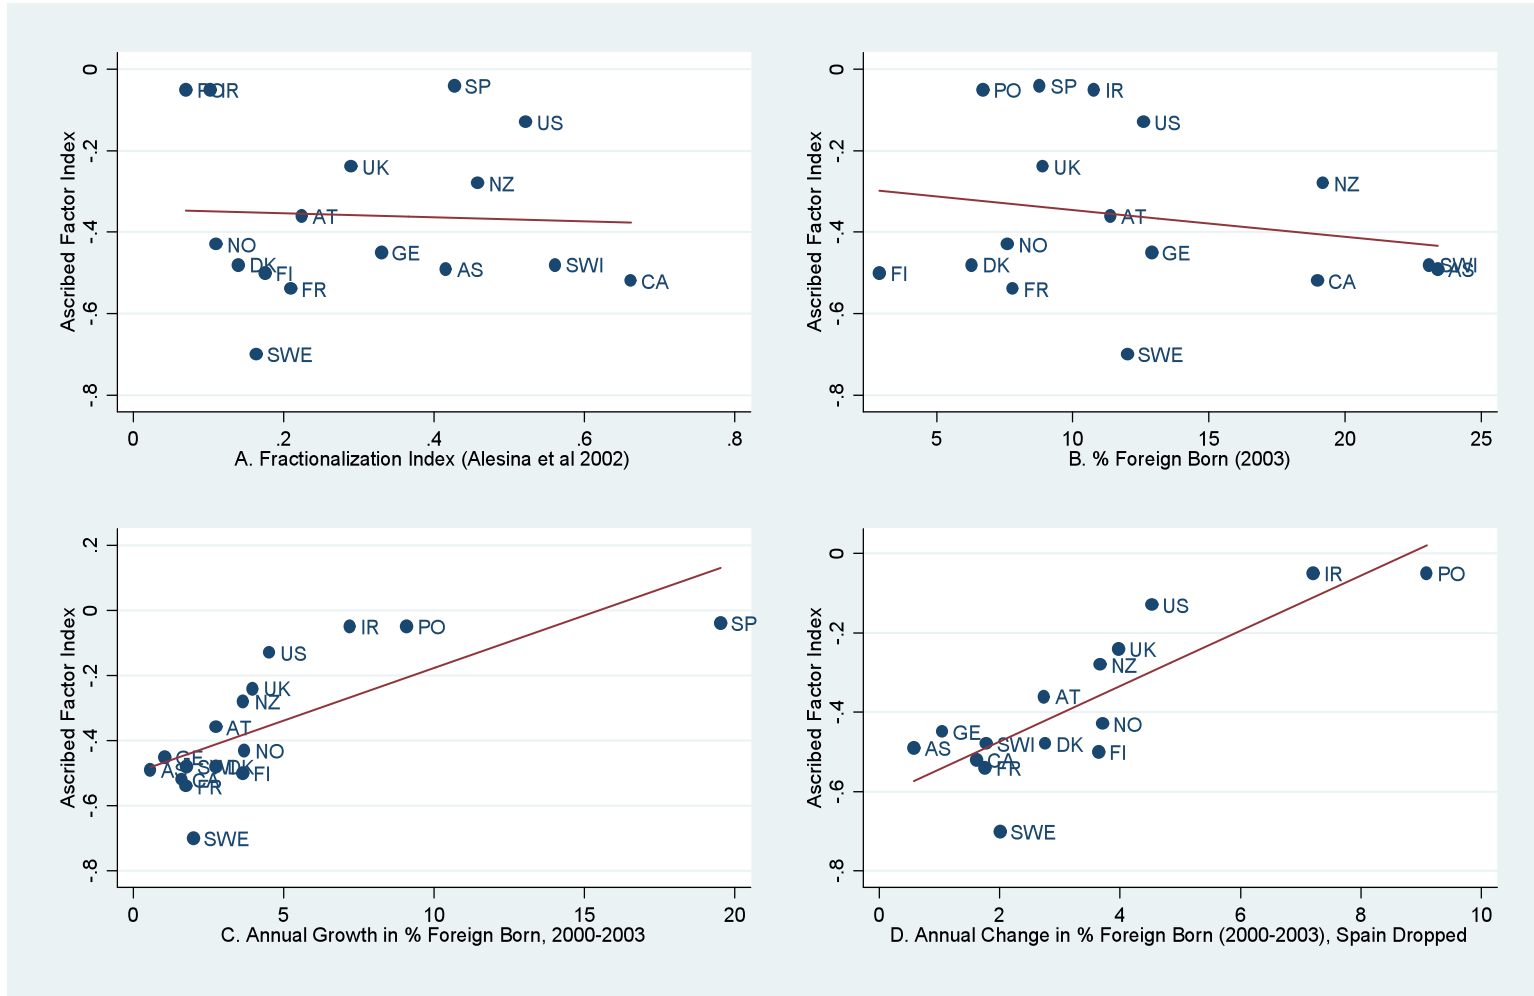 0
-.2
-.4
-.6
-.8
Ascribed Factor Index
PO IR
SP
US
UK
NZ
AT
NO
GE
DK
FI
AS
SWI
CA
FR
SWE
0 .2 .4 .6 .8
A. Fractionalization Index (Alesina et al 2002)
0
-.2
-.4
-.6
-.8
Ascribed Factor Index
PO SP IR
US
UK
NZ
AT
NO
GE
FI
DK
SWI
AS
FR
CA
SWE
5 10 15 20 25
B. % Foreign Born (2003)
.2
0
-.2
-.4
-.6
-.8
Ascribed Factor Index
IR PO SP
US
UK
NZ
AT
NO
GE
AS SWI DK FI
CA
FR
SWE
0 5 10 15 20
C. Annual Growth in % Foreign Born, 2000-2003
0
-.2
-.4
-.6
-.8
Ascribed Factor Index
IR PO
US
UK
NZ
AT
NO
GE
AS SWI DK FI
CA
FR
SWE
0 2 4 6 8 10
D. Annual Change in % Foreign Born (2000-2003), Spain Dropped